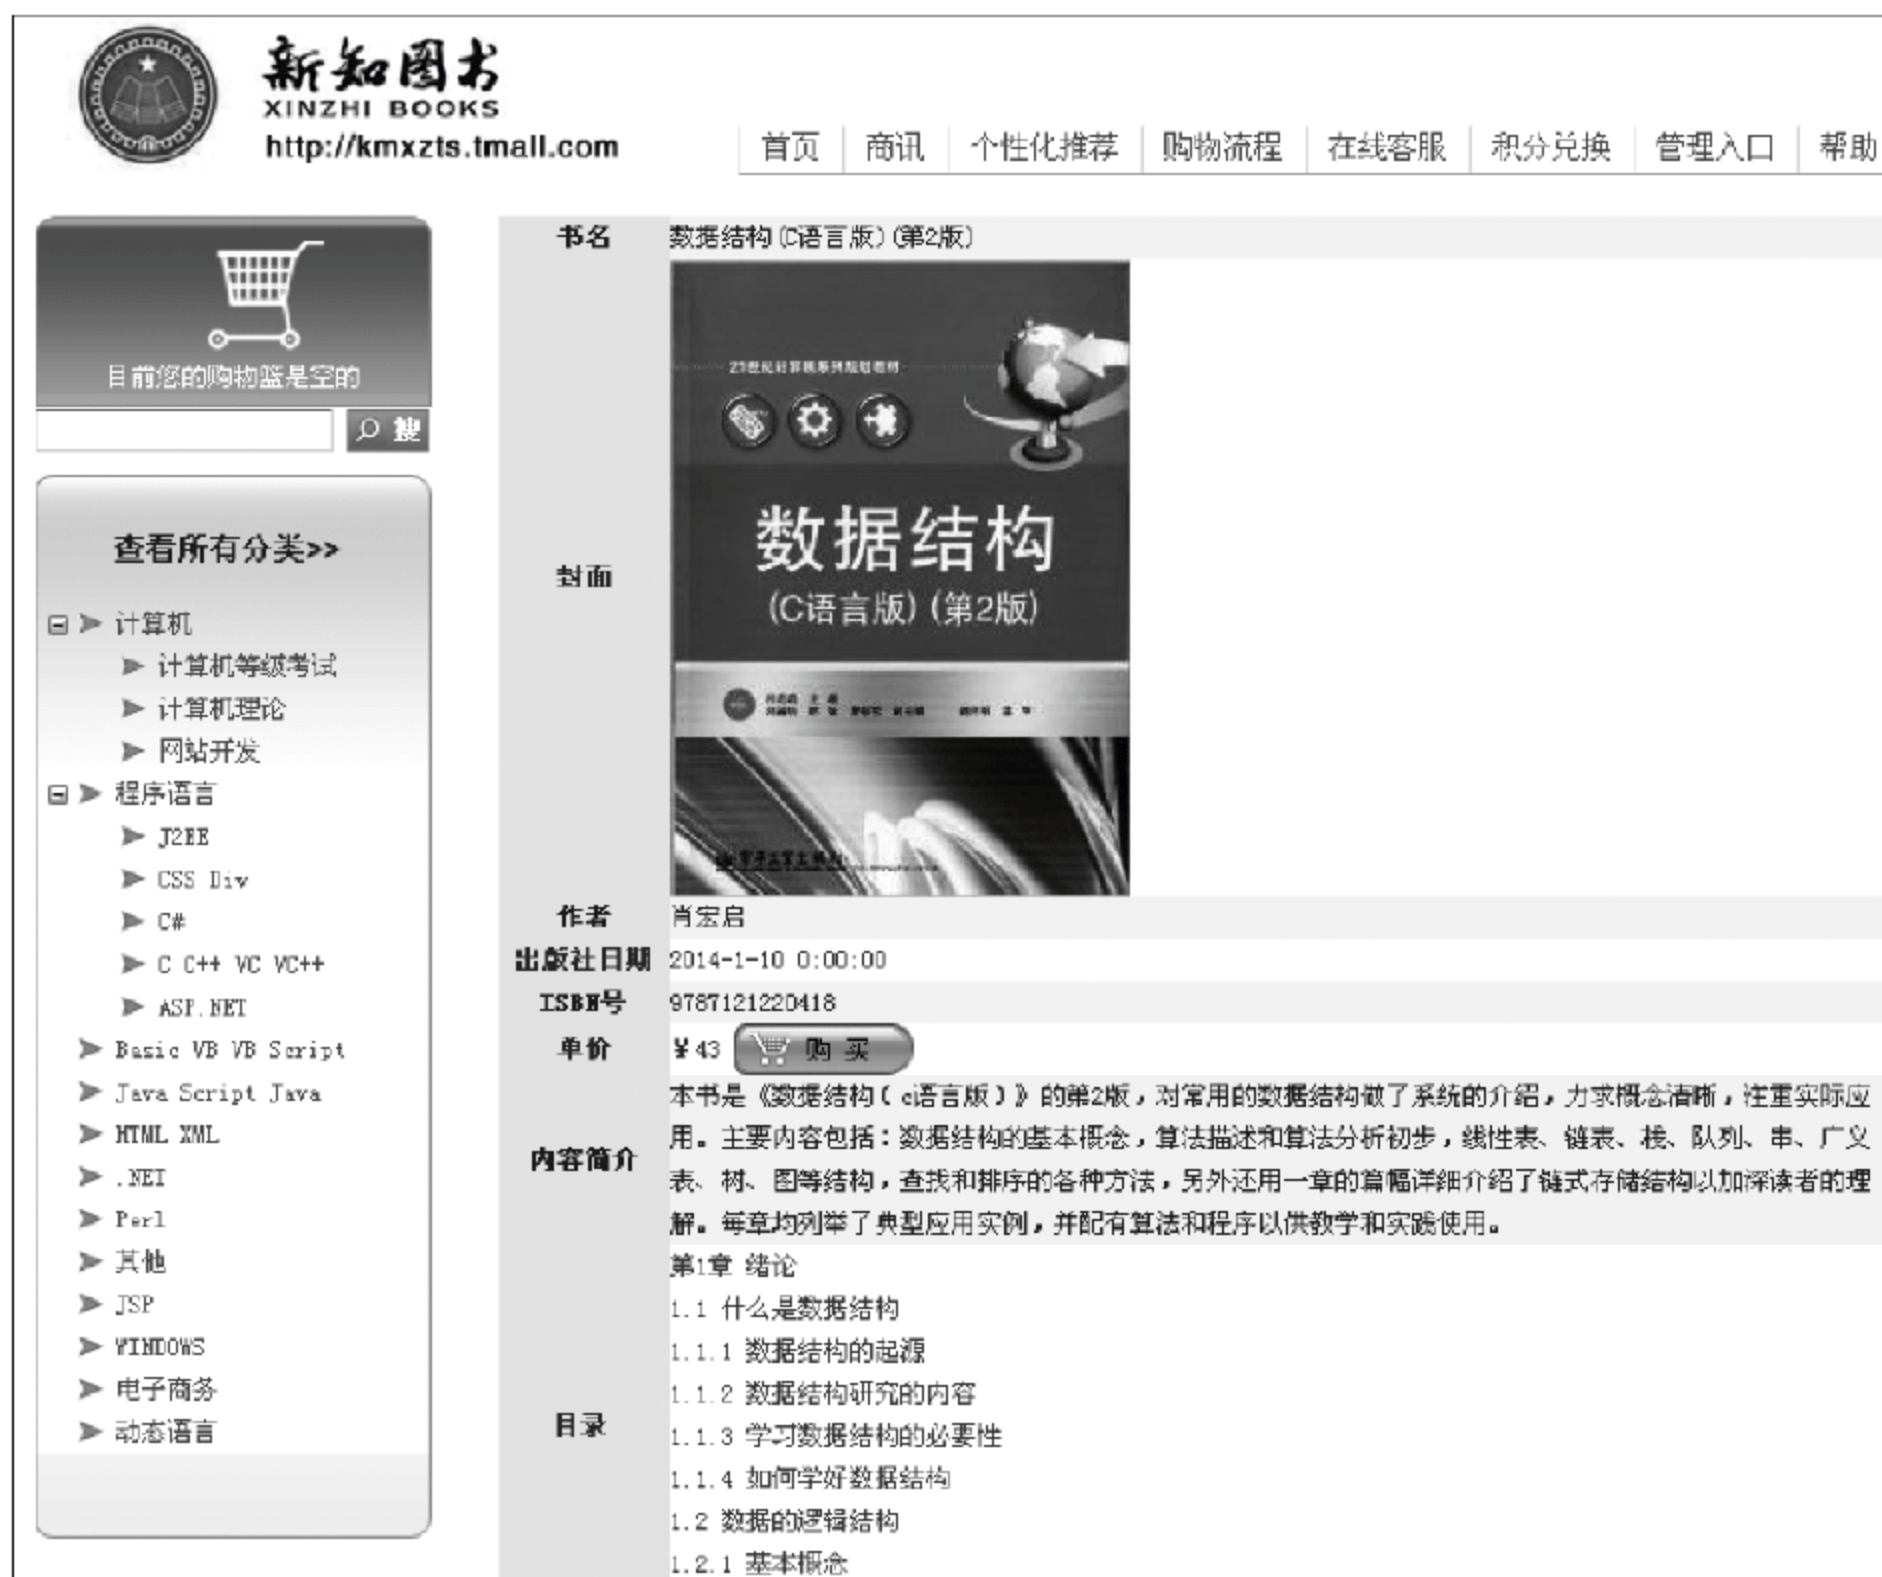 新知图书
XINZHI BOOKS
http://kmxzts.tmall.com
首页 商讯 个性化推荐 购物流程 在线客服 积分兑换 管理入口 帮助
目前您的购物篮是空的
搜
查看所有分类>>
计算机
计算机等级考试
计算机理论
网站开发
程序语言
J2EE
CSS Div
C#
C C++ VC VC++
ASP.NET
Basic VB VB Script
Java Script Java
HTML XML
.NET
Perl
其他
JSP
WINDOWS
电子商务
动态语言
书名 数据结构(C语言版)(第2版)
封面
21世纪计算机系列规划教材
数据结构
(C语言版)(第2版)
作者 肖宏启
出版社日期 2014-1-10 0:00:00
ISBN号 9787121220418
单价 ¥43 购买
内容简介
本书是《数据结构(c语言版)》的第2版,对常用的数据结构做了系统的介绍,力求概念清晰,注重实际应
用。主要内容包括:数据结构的基本概念,算法描述和算法分析初步,线性表、链表、栈、队列、串、广义
表、树、图等结构,查找和排序的各种方法,另外还用一章的篇幅详细介绍了链式存储结构以加深读者的理
解。每章均列举了典型应用实例,并配有算法和程序以供教学和实践使用。
目录
第1章 绪论
1.1 什么是数据结构
1.1.1 数据结构的起源
1.1.2 数据结构研究的内容
1.1.3 学习数据结构的必要性
1.1.4 如何学好数据结构
1.2 数据的逻辑结构
1.2.1 基本概念